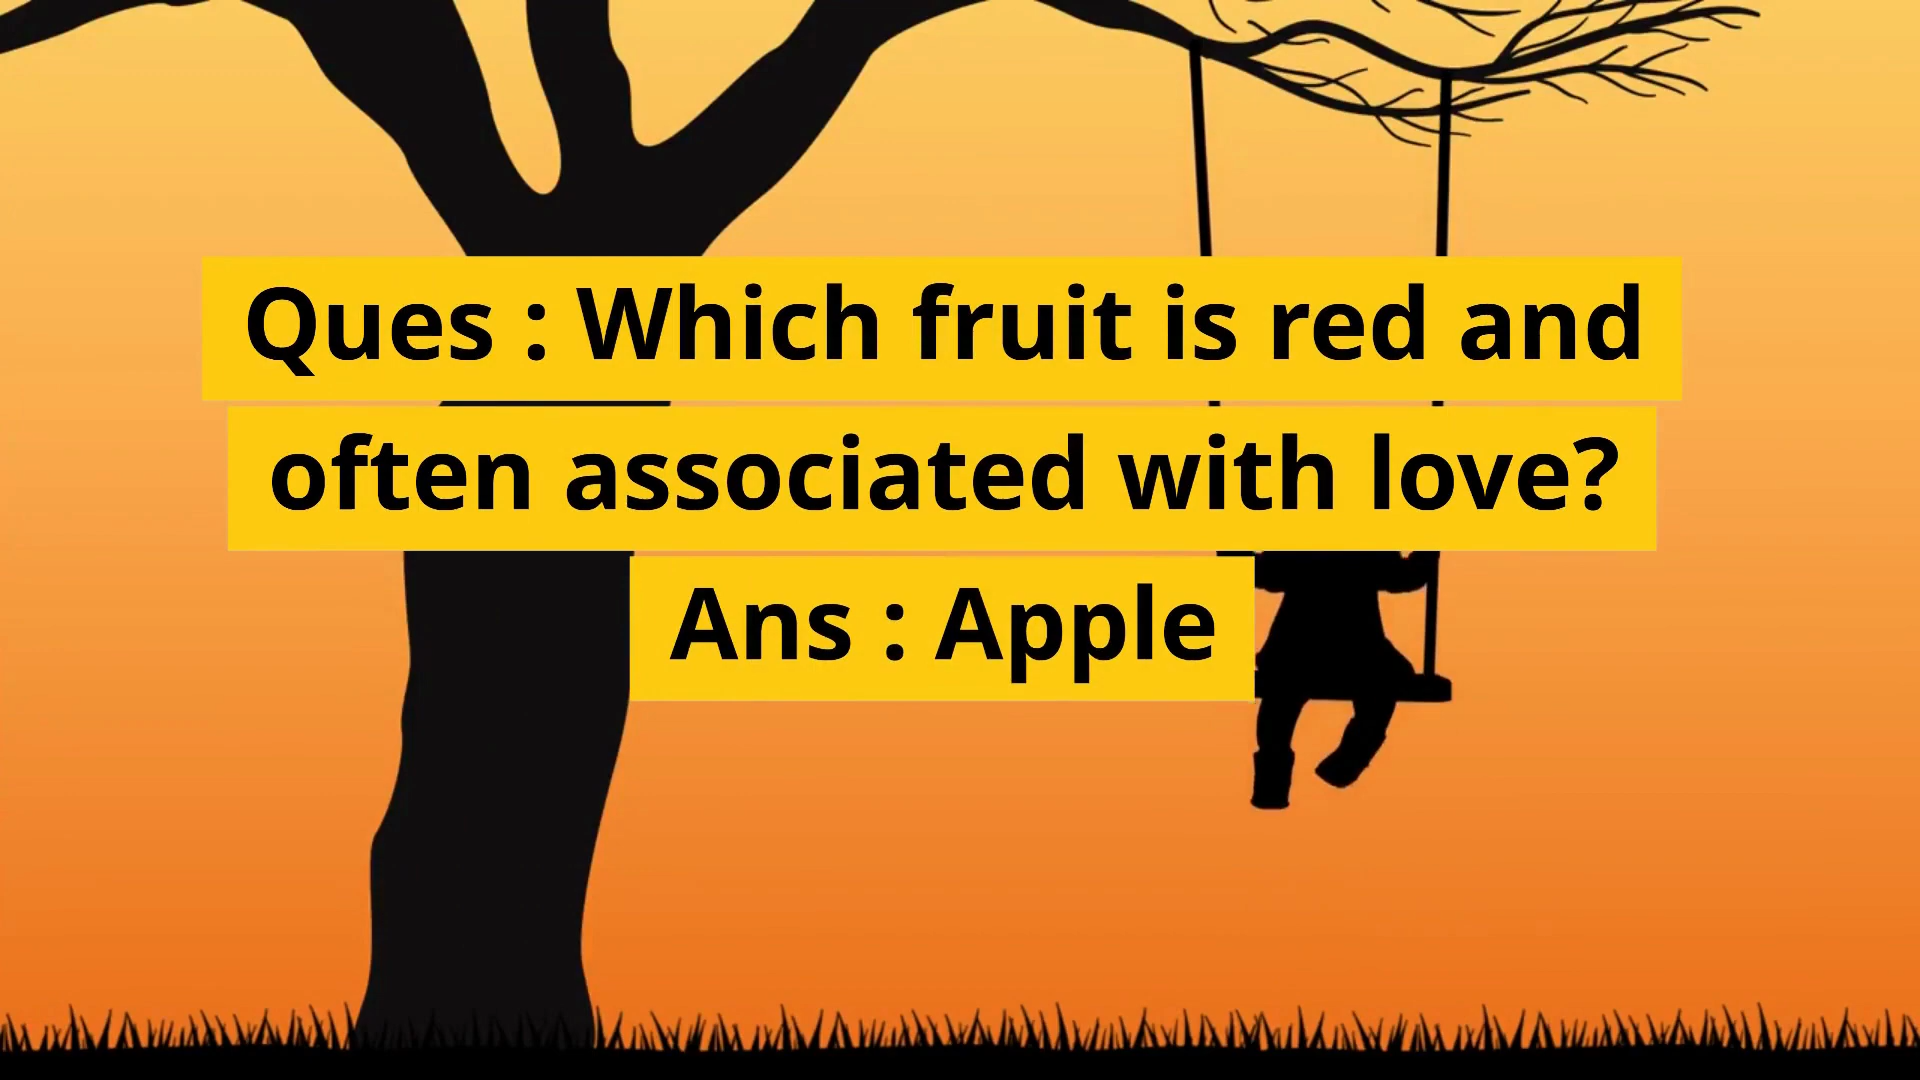 Ques : Which fruit is red and
often associated with love?
Ans : Apple